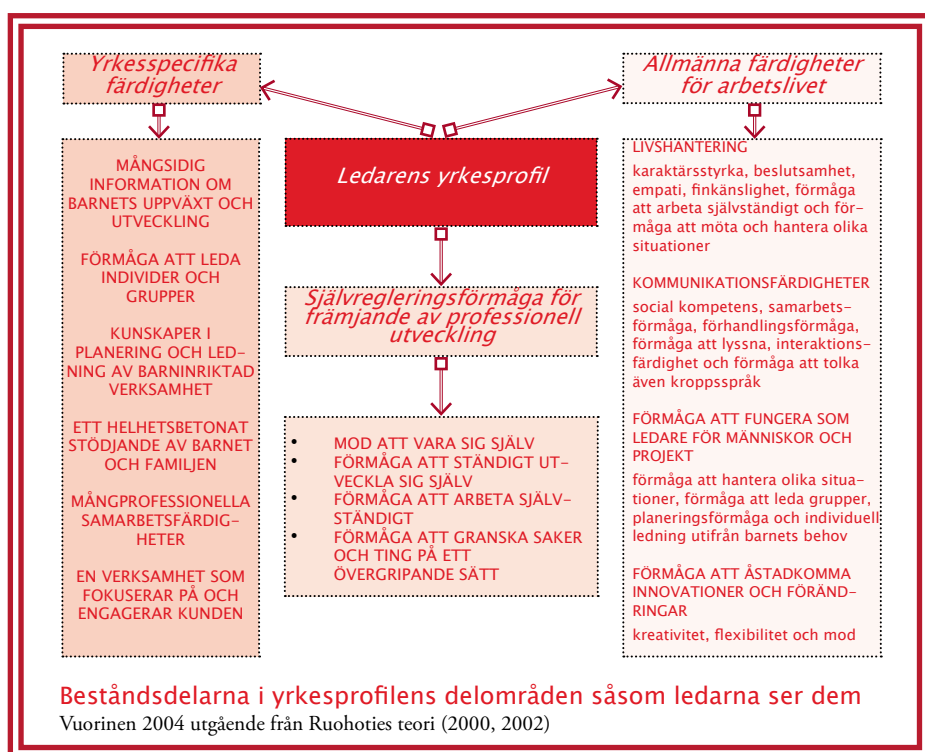 Yrkesspecifika
färdigheter
MÅNGSIDIG
INFORMATION OM
BARNETS UPPVÄXT OCH
UTVECKLING
FÖRMÅGA ATT LEDA
INDIVIDER OCH
GRUPPER
KUNSKAPER I
PLANERING OCH LED-
NING AV BARNINRIKTAD
VERKSAMHET
ETT HELHETSBETONAT
STÖDJANDE AV BARNET
OCH FAMILJEN
MÅNGPROFESSIONELLA
SAMARBETSFÄRDIG-
HETER
EN VERKSAMHET SOM
FOKUSERAR PÅ OCH
ENGAGERAR KUNDEN
Ledarens yrkesprofil
Självregleringsförmåga för
främjande av professionell
utveckling
• MOD ATT VARA SIG SJÄLV
• FÖRMÅGA ATT STÄNDIGT UT-
VECKLA SIG SJÄLV
• FÖRMÅGA ATT ARBETA SJÄLV-
STÄNDIGT
• FÖRMÅGA ATT GRANSKA SAKER
OCH TING PÅ ETT
ÖVERGRIPANDE SÄTT
Allmänna färdigheter
för arbetslivet
LIVSHANTERING
karaktärsstyrka, beslutsamhet,
empati, finkänslighet, förmåga
att arbeta självständigt och för-
måga att möta och hantera olika
situationer
KOMMUNIKATIONSFÄRDIGHETER
social kompetens, samarbets-
förmåga, förhandlingsförmåga,
förmåga att lyssna, interaktions-
färdighet och förmåga att tolka
även kroppsspråk
FÖRMÅGA ATT FUNGERA SOM
LEDARE FÖR MÄNNISKOR OCH
PROJEKT
förmåga att hantera olika situa-
tioner, förmåga att leda grupper,
planeringsförmåga och individuell
ledning utifrån barnets behov
FÖRMÅGA ATT ÅSTADKOMMA
INNOVATIONER OCH FÖRÄND-
RINGAR
kreativitet, flexibilitet och mod
Beståndsdelarna i yrkesprofilens delområden såsom ledarna ser dem
Vuorinen 2004 utgående från Ruohoties teori (2000, 2002)